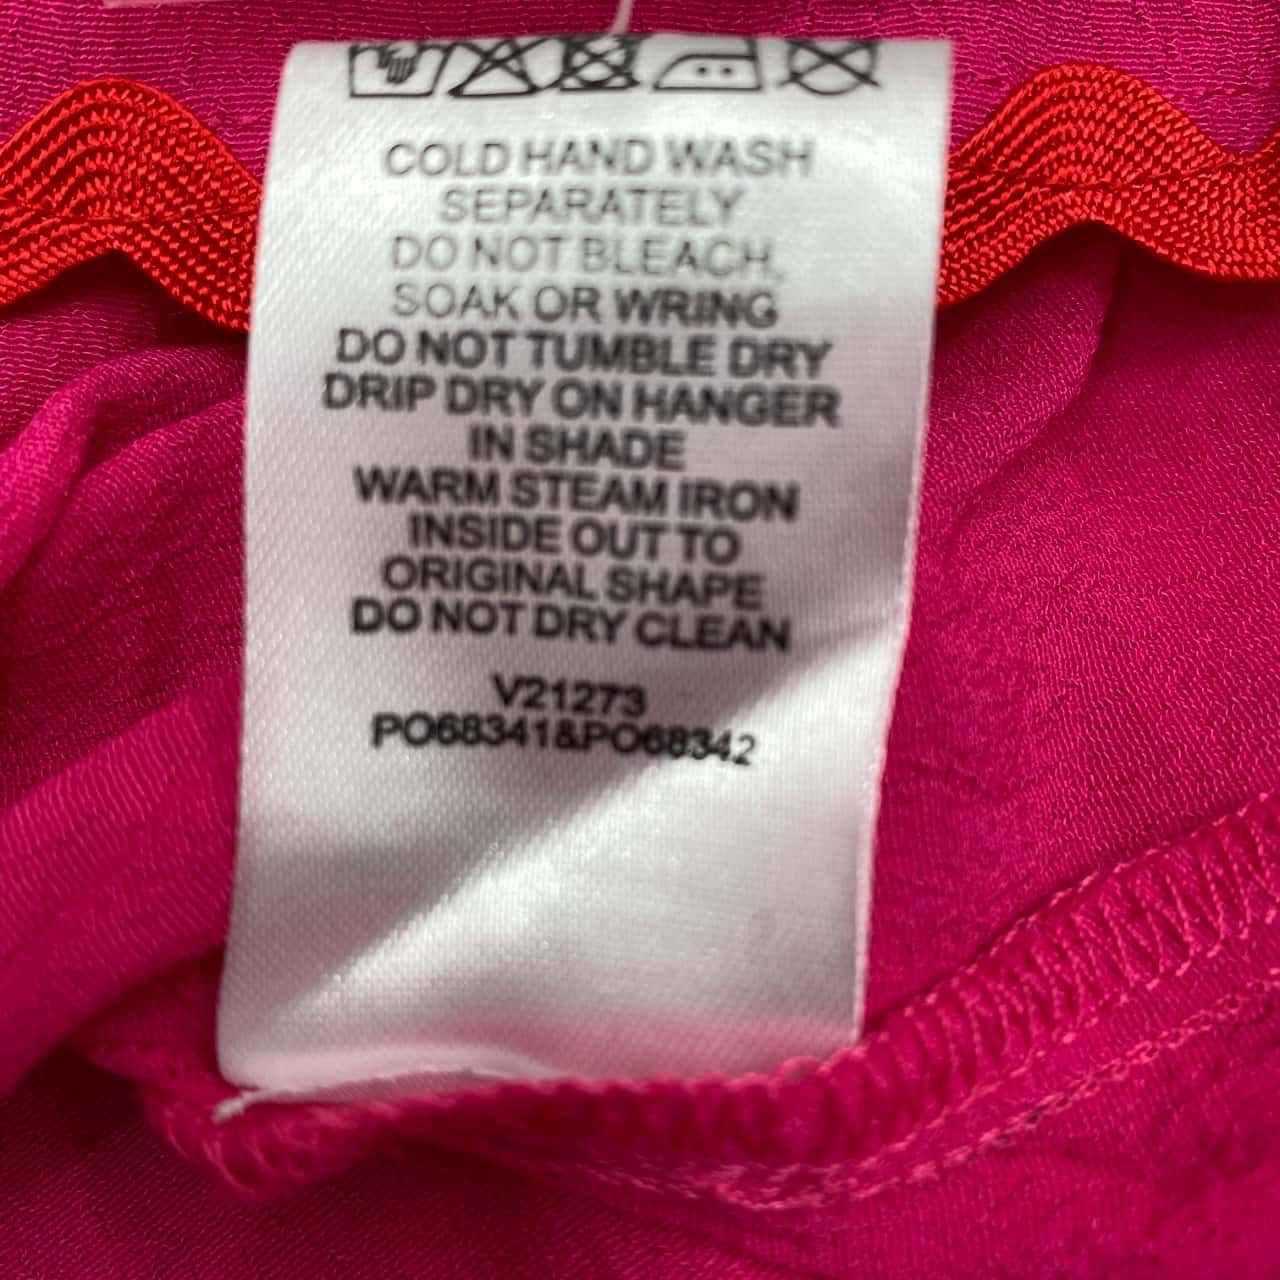 COLD HAND WASH
SEPARATELY
DO NOT BLEACH,
SOAK OR WRING
DO NOT TUMBLE DRY
DRIP DRY ON HANGER
IN SHADE
WARM STEAM IRON
INSIDE OUT TO
ORIGINAL SHAPE
DO NOT DRY CLEAN
V21273
PO68341&PO68342